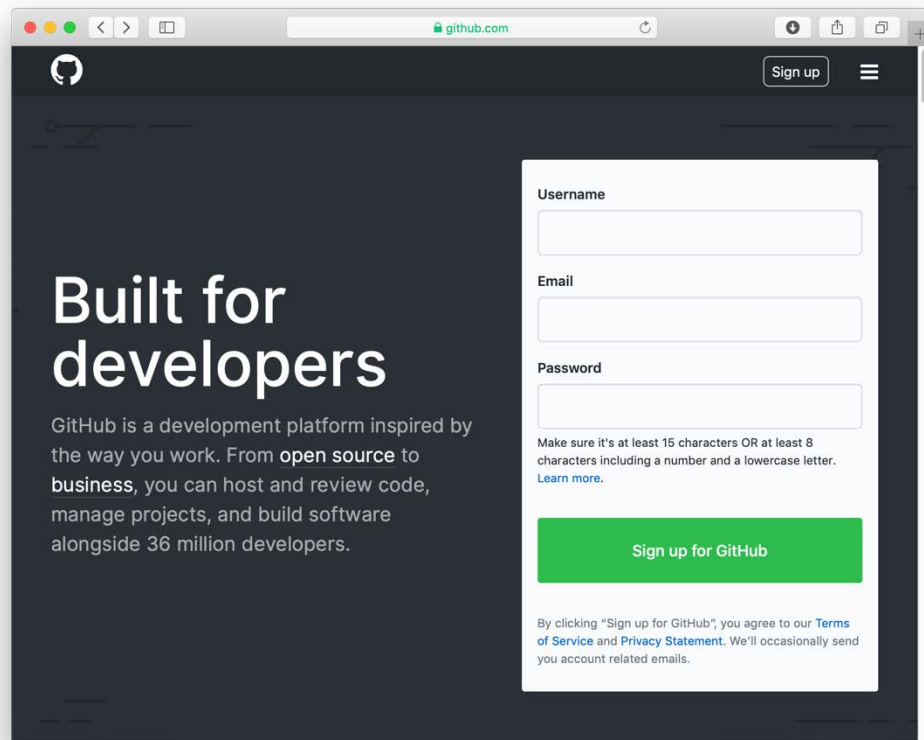 github.com
Sign up
Built for
developers
GitHub is a development platform inspired by
the way you work. From open source to
business, you can host and review code,
manage projects, and build software
alongside 36 million developers.
Username
Email
Password
Make sure it's at least 15 characters OR at least 8
characters including a number and a lowercase letter.
Learn more.
Sign up for GitHub
By clicking “Sign up for GitHub”, you agree to our Terms
of Service and Privacy Statement. We’ll occasionally send
you account related emails.